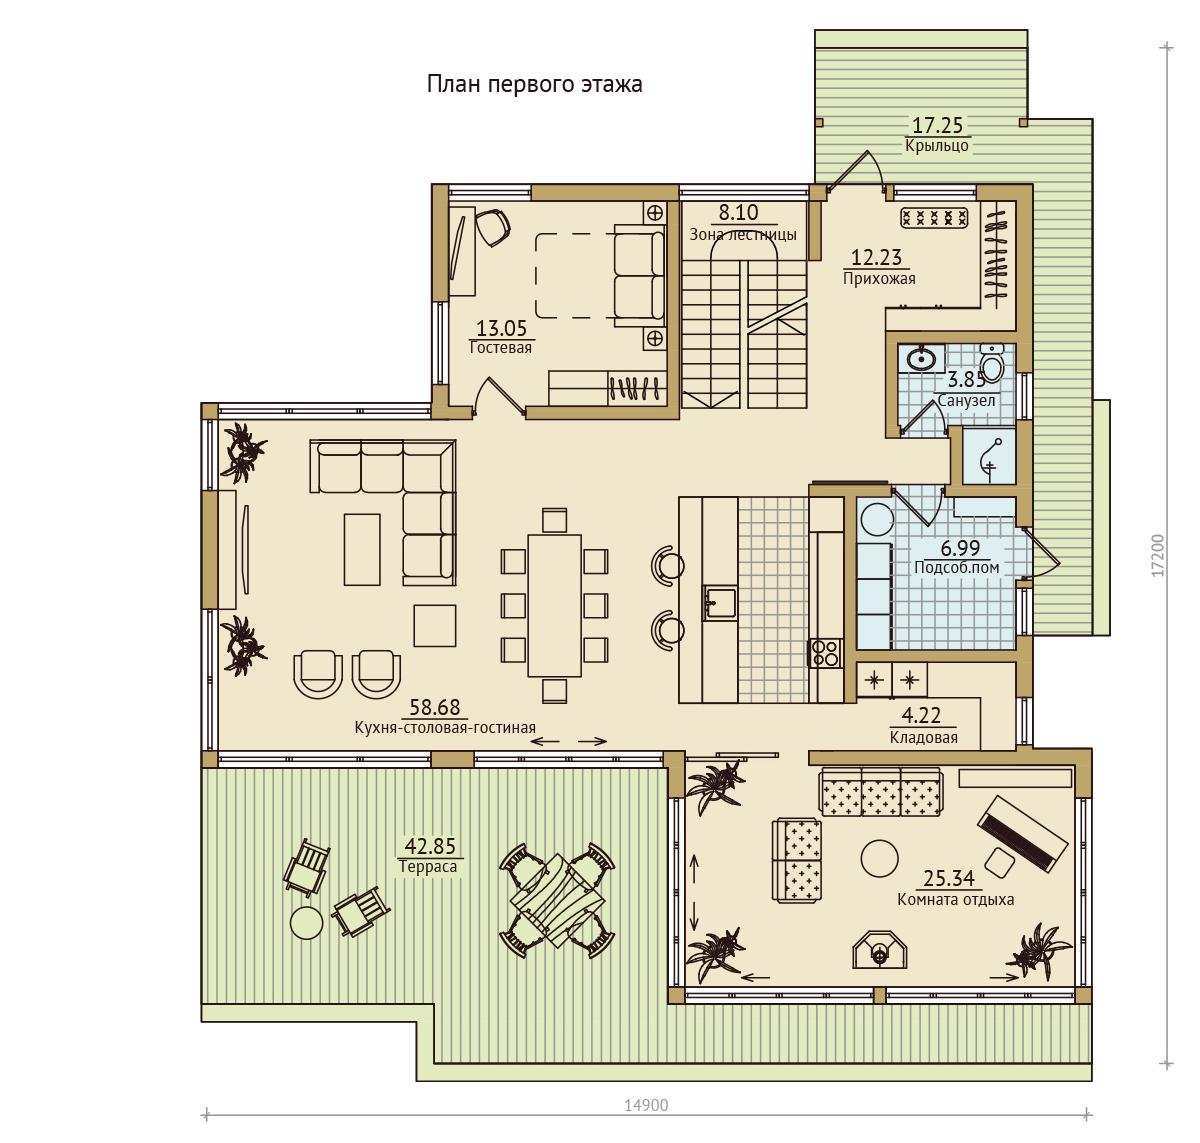 План первого этажа
17.25
Крыльцо
8.10
Зона лестницы
12.23
Прихожая
13.05
Гостевая
3.85
Санузел
6.99
Подсоб.пом
17200
58.68
Кухня-столовая-гостиная
4.22
Кладовая
42.85
Терраса
25.34
Комната отдыха
14900